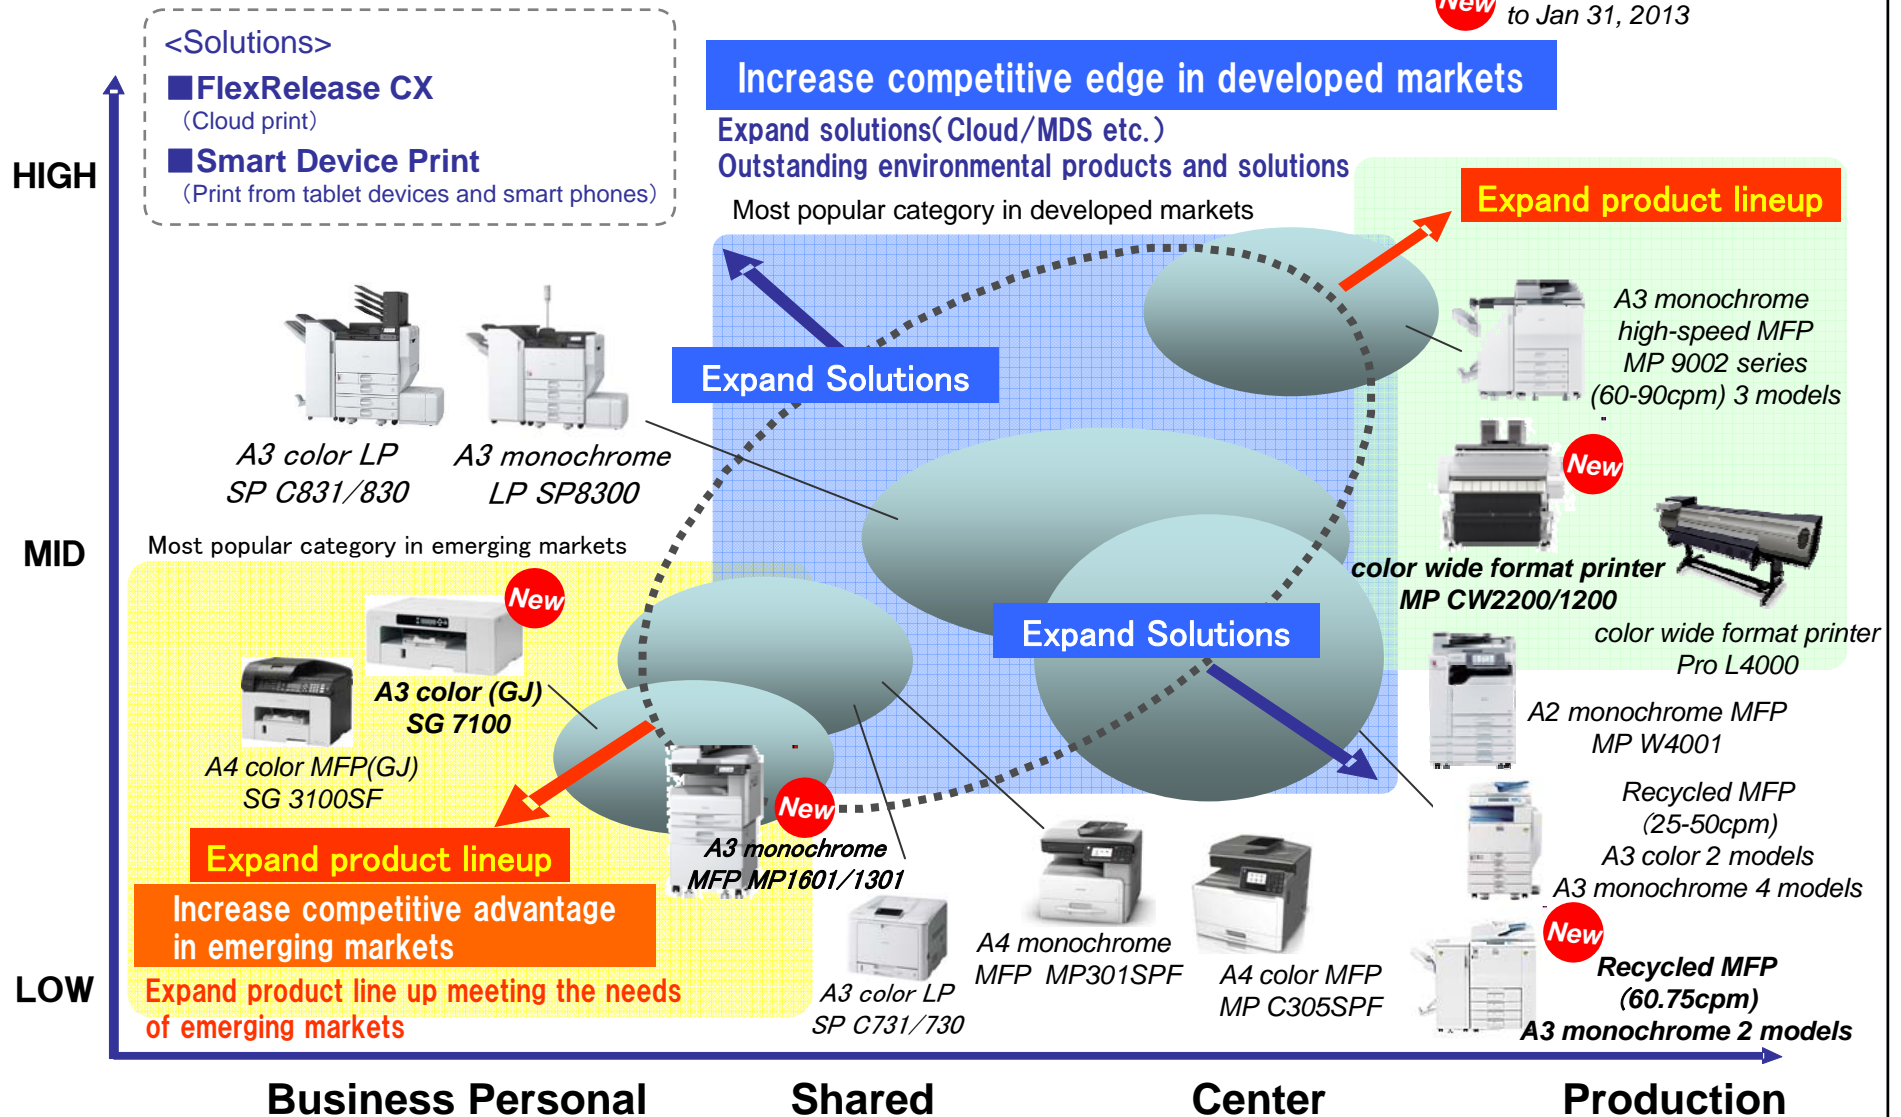 New
to Jan 31, 2013
<Solutions>
■FlexRelease CX
（Cloud print）
■Smart Device Print
（Print from tablet devices and smart phones）
Increase competitive edge in developed markets
Expand solutions(Cloud/MDS etc.)
Outstanding environmental products and solutions
Most popular category in developed markets
HIGH
MID
LOW
Expand product lineup
Expand Solutions
A3 monochrome
high-speed MFP
MP 9002 series
(60-90cpm) 3 models
A3 color LP
SP C831/830
A3 monochrome
LP SP8300
New
color wide format printer
MP CW2200/1200
color wide format printer
Pro L4000
Most popular category in emerging markets
New
A3 color (GJ)
SG 7100
A4 color MFP(GJ)
SG 3100SF
Expand Solutions
A2 monochrome MFP
MP W4001
New
A3 monochrome
MFP MP1601/1301
Recycled MFP
（25-50cpm)
A3 color 2 models
A3 monochrome 4 models
Expand product lineup
Increase competitive advantage
in emerging markets
Expand product line up meeting the needs
of emerging markets
A3 color LP
SP C731/730
A4 monochrome
MFP MP301SPF
A4 color MFP
MP C305SPF
New
Recycled MFP
（60.75cpm)
A3 monochrome 2 models
Business Personal
Shared
Center
Production